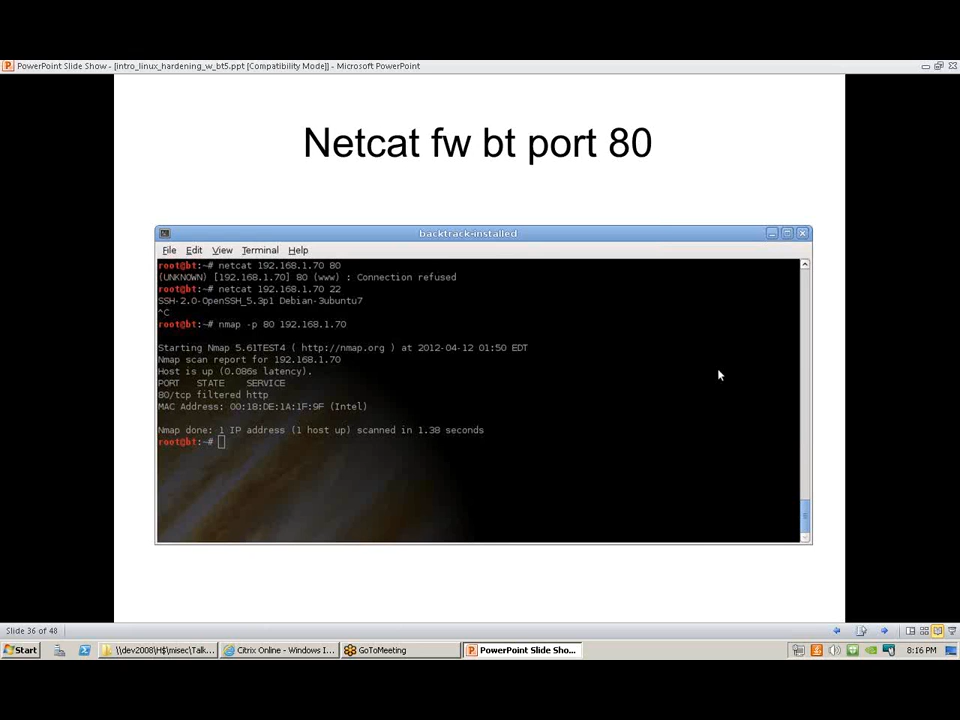 PowerPoint Slide Show - [intro_linux_hardening_w_bt5.ppt [Compatibility Mode]] - Microsoft PowerPoint
Netcat fw bt port 80
backtrack-installed
File Edit View Terminal Help
root@bt:~# netcat 192.168.1.70 80
(UNKNOWN) [192.168.1.70] 80 (www) : Connection refused
root@bt:~# netcat 192.168.1.70 22
SSH-2.0-OpenSSH_5.3p1 Debian-3ubuntu7
^C
root@bt:~# nmap -p 80 192.168.1.70
Starting Nmap 5.61TEST4 ( http://nmap.org ) at 2012-04-12 01:50 EDT
Nmap scan report for 192.168.1.70
Host is up (0.086s latency).
PORT STATE SERVICE
80/tcp filtered http
MAC Address: 00:18:DE:1A:1F:9F (Intel)
Nmap done: 1 IP address (1 host up) scanned in 1.38 seconds
root@bt:~#
Slide 36 of 48
Start \\dev2008\H$\misec\Talk... Citrix Online - Windows I... GoToMeeting PowerPoint Slide Sho... 8:16 PM